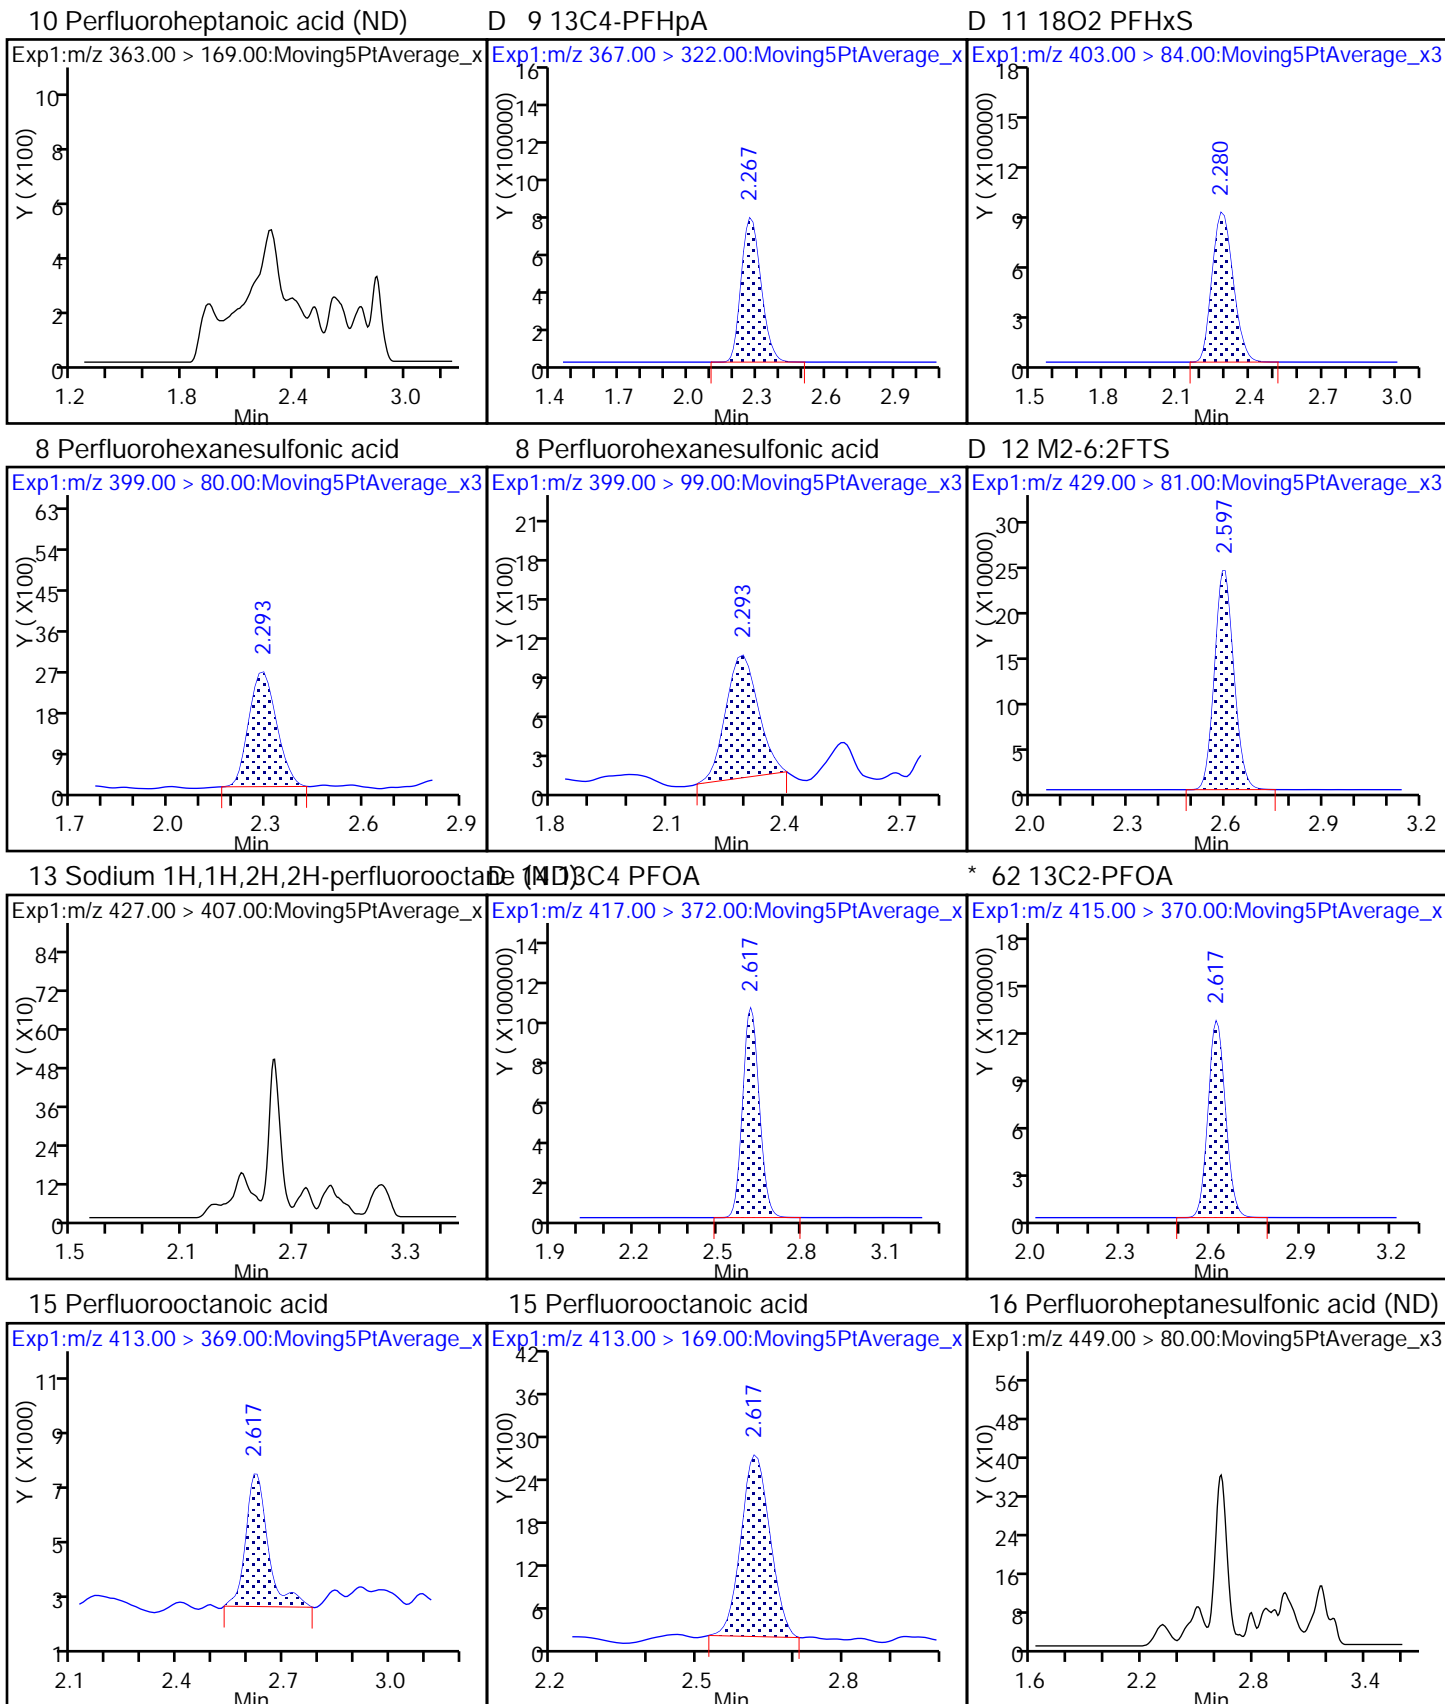 10 Perfluoroheptanoic acid (ND)
D 9 13C4-PFHpA
D 11 18O2 PFHxS
Exp1:m/z 363.00 > 169.00:Moving5PtAverage_x
Exp1:m/z 367.00 > 322.00:Moving5PtAverage_x
Exp1:m/z 403.00 > 84.00:Moving5PtAverage_x3
Y ( X100)
10
8
6
4
2
0
1.2 1.8 2.4 3.0
Min
Y ( X100000)
16
14
12
10
8
6
4
2
0
2.267
1.4 1.7 2.0 2.3 2.6 2.9
Min
Y ( X100000)
18
15
12
9
6
3
0
2.280
1.5 1.8 2.1 2.4 2.7 3.0
Min
8 Perfluorohexanesulfonic acid
8 Perfluorohexanesulfonic acid
D 12 M2-6:2FTS
Exp1:m/z 399.00 > 80.00:Moving5PtAverage_x3
Exp1:m/z 399.00 > 99.00:Moving5PtAverage_x3
Exp1:m/z 429.00 > 81.00:Moving5PtAverage_x3
Y ( X100)
63
54
45
36
27
18
9
0
2.293
1.7 2.0 2.3 2.6 2.9
Min
Y ( X100)
21
18
15
12
9
6
3
0
2.293
1.8 2.1 2.4 2.7
Min
Y ( X10000)
30
25
20
15
10
5
0
2.597
2.0 2.3 2.6 2.9 3.2
Min
13 Sodium 1H,1H,2H,2H-perfluorooctane (ND)
D 14 13C4 PFOA
* 62 13C2-PFOA
Exp1:m/z 427.00 > 407.00:Moving5PtAverage_x
Exp1:m/z 417.00 > 372.00:Moving5PtAverage_x
Exp1:m/z 415.00 > 370.00:Moving5PtAverage_x
Y ( X10)
84
72
60
48
36
24
12
0
1.5 2.1 2.7 3.3
Min
Y ( X100000)
14
12
10
8
6
4
2
0
2.617
1.9 2.2 2.5 2.8 3.1
Min
Y ( X100000)
18
15
12
9
6
3
0
2.617
2.0 2.3 2.6 2.9 3.2
Min
15 Perfluorooctanoic acid
15 Perfluorooctanoic acid
16 Perfluoroheptanesulfonic acid (ND)
Exp1:m/z 413.00 > 369.00:Moving5PtAverage_x
Exp1:m/z 413.00 > 169.00:Moving5PtAverage_x
Exp1:m/z 449.00 > 80.00:Moving5PtAverage_x3
Y ( X1000)
11
9
7
5
3
1
2.617
2.1 2.4 2.7 3.0
Min
Y ( X100)
42
36
30
24
18
12
6
0
2.617
2.2 2.5 2.8
Min
Y ( X10)
56
48
40
32
24
16
8
0
1.6 2.2 2.8 3.4
Min